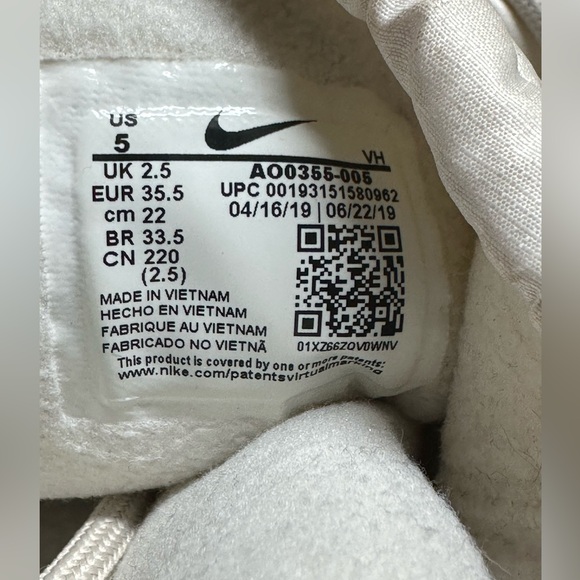 US
5
VH
UK 2.5
EUR 35.5
cm 22
BR 33.5
CN 220
(2.5)
AO0355-005
UPC 00193151580962
04/16/19 | 06/22/19
01XZ66ZQVDWNV
MADE IN VIETNAM
HECHO EN VIETNAM
FABRIQUE AU VIETNAM
FABRICADO NO VIETNÃ
This product is covered by one or more patents:
www.nike.com/patentsvirtualmarking